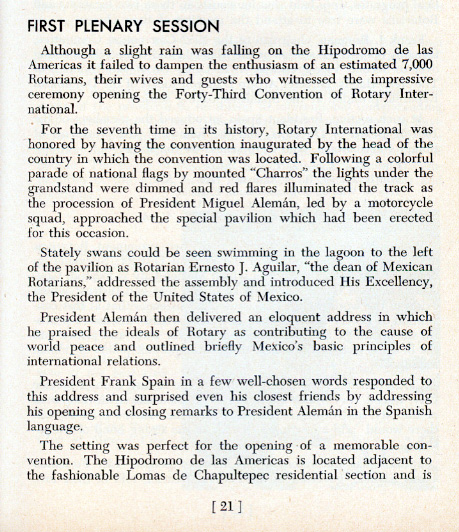 FIRST PLENARY SESSION
Although a slight rain was falling on the Hipodromo de las
Americas it failed to dampen the enthusiasm of an estimated 7,000
Rotarians, their wives and guests who witnessed the impressive
ceremony opening the Forty-Third Convention of Rotary Inter-
national.
For the seventh time in its history, Rotary International was
honored by having the convention inaugurated by the head of the
country in which the convention was located. Following a colorful
parade of national flags by mounted “Charros” the lights under the
grandstand were dimmed and red flares illuminated the track as
the procession of President Miguel Alemán, led by a motorcycle
squad, approached the special pavilion which had been erected
for this occasion.
Stately swans could be seen swimming in the lagoon to the left
of the pavilion as Rotarian Ernesto J. Aguilar, “the dean of Mexican
Rotarians,” addressed the assembly and introduced His Excellency,
the President of the United States of Mexico.
President Alemán then delivered an eloquent address in which
he praised the ideals of Rotary as contributing to the cause of
world peace and outlined briefly Mexico’s basic principles of
international relations.
President Frank Spain in a few well-chosen words responded to
this address and surprised even his closest friends by addressing
his opening and closing remarks to President Alemán in the Spanish
language.
The setting was perfect for the opening of a memorable con-
vention. The Hipodromo de las Americas is located adjacent to
the fashionable Lomas de Chapultepec residential section and is
[ 21 ]